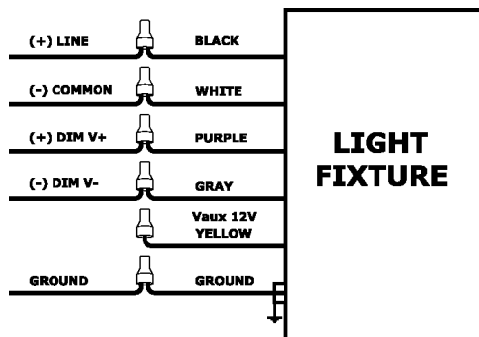 (+) LINE BLACK
(-) COMMON WHITE
(+) DIM V+ PURPLE
LIGHT
FIXTURE
(-) DIM V- GRAY
Vaux 12V
YELLOW
GROUND GROUND